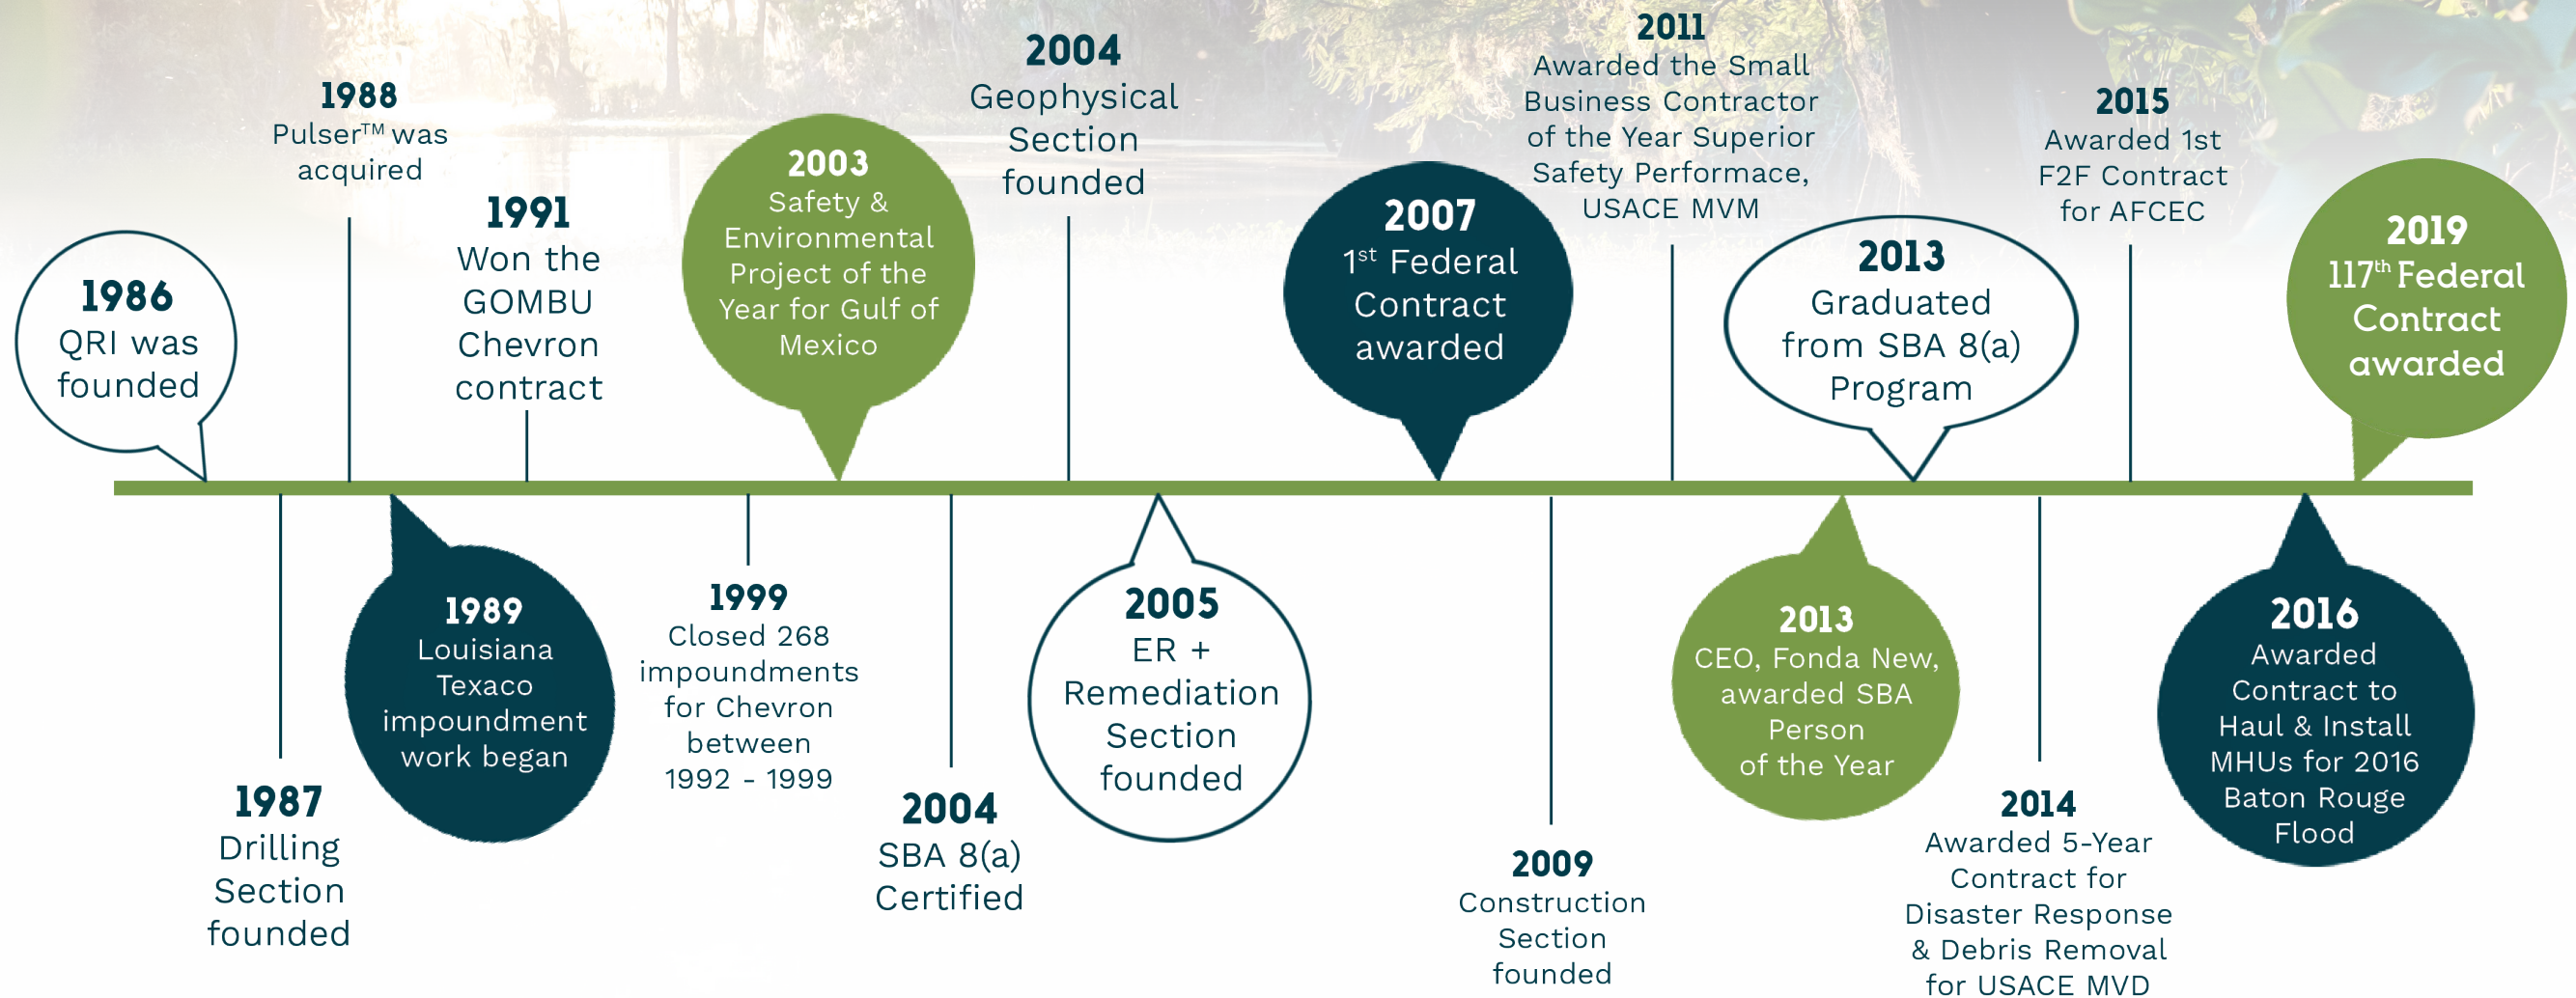 1986
QRI was
founded
1987
Drilling
Section
founded
1988
Pulser™ was
acquired
1989
Louisiana
Texaco
impoundment
work began
1991
Won the
GOMBU
Chevron
contract
1999
Closed 268
impoundments
for Chevron
between
1992 - 1999
2003
Safety &
Environmental
Project of the
Year for Gulf of
Mexico
2004
SBA 8(a)
Certified
2004
Geophysical
Section
founded
2005
ER +
Remediation
Section
founded
2007
1st Federal
Contract
awarded
2009
Construction
Section
founded
2011
Awarded the Small
Business Contractor
of the Year Superior
Safety Performace,
USACE MVM
2013
CEO, Fonda New,
awarded SBA
Person
of the Year
2013
Graduated
from SBA 8(a)
Program
2014
Awarded 5-Year
Contract for
Disaster Response
& Debris Removal
for USACE MVD
2015
Awarded 1st
F2F Contract
for AFCEC
2016
Awarded
Contract to
Haul & Install
MHUs for 2016
Baton Rouge
Flood
2019
117th Federal
Contract
awarded